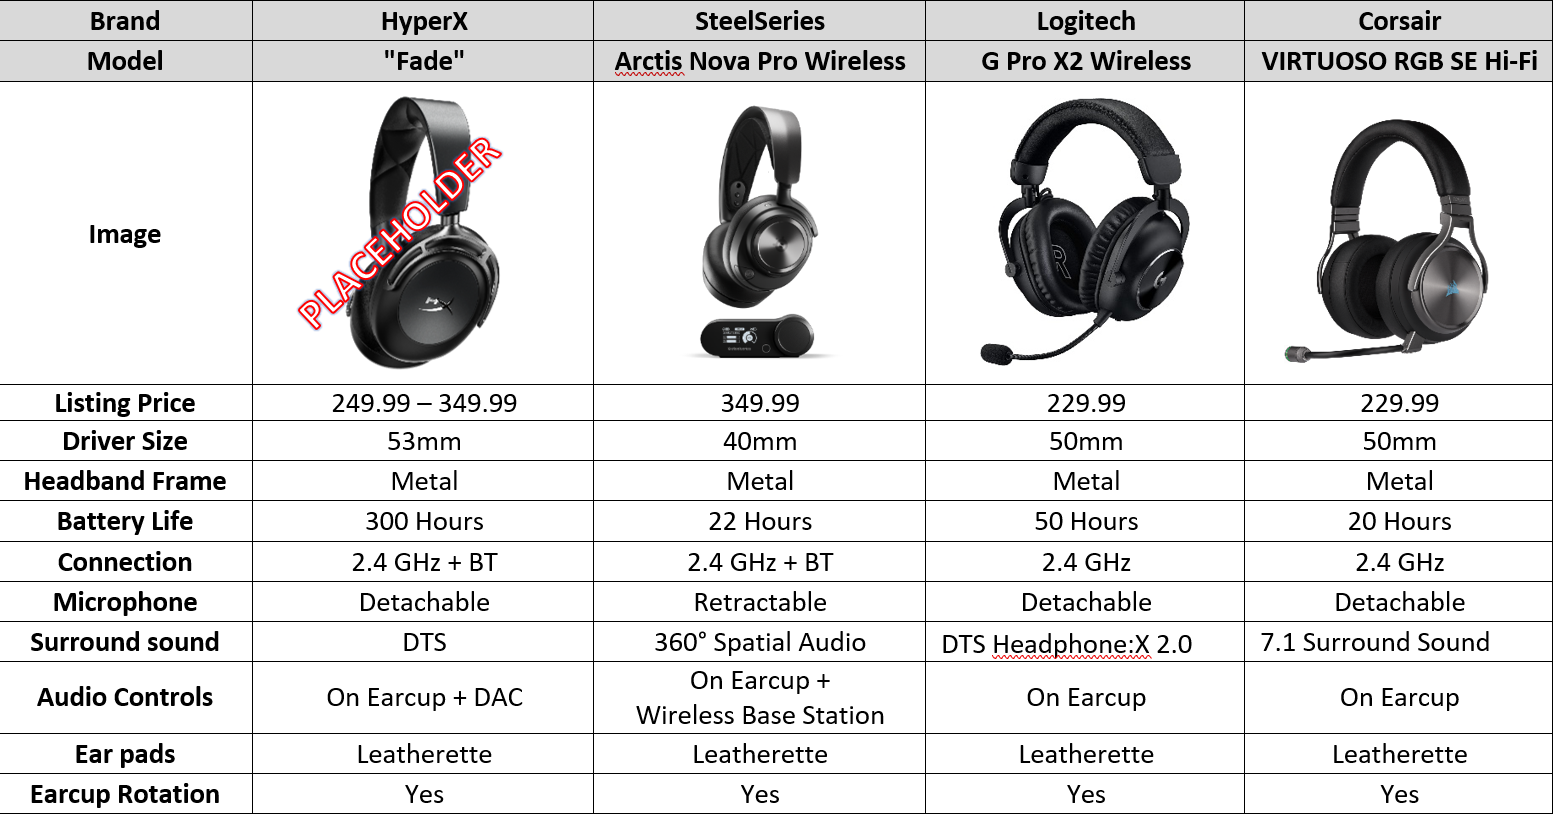 Brand HyperX SteelSeries Logitech Corsair
Model "Fade" Arctis Nova Pro Wireless G Pro X2 Wireless VIRTUOSO RGB SE Hi-Fi
Image
PLACEHOLDER
Listing Price 249.99 – 349.99 349.99 229.99 229.99
Driver Size 53mm 40mm 50mm 50mm
Headband Frame Metal Metal Metal Metal
Battery Life 300 Hours 22 Hours 50 Hours 20 Hours
Connection 2.4 GHz + BT 2.4 GHz + BT 2.4 GHz 2.4 GHz
Microphone Detachable Retractable Detachable Detachable
Surround sound DTS 360° Spatial Audio DTS Headphone:X 2.0 7.1 Surround Sound
Audio Controls On Earcup + DAC On Earcup +
Wireless Base Station On Earcup On Earcup
Ear pads Leatherette Leatherette Leatherette Leatherette
Earcup Rotation Yes Yes Yes Yes